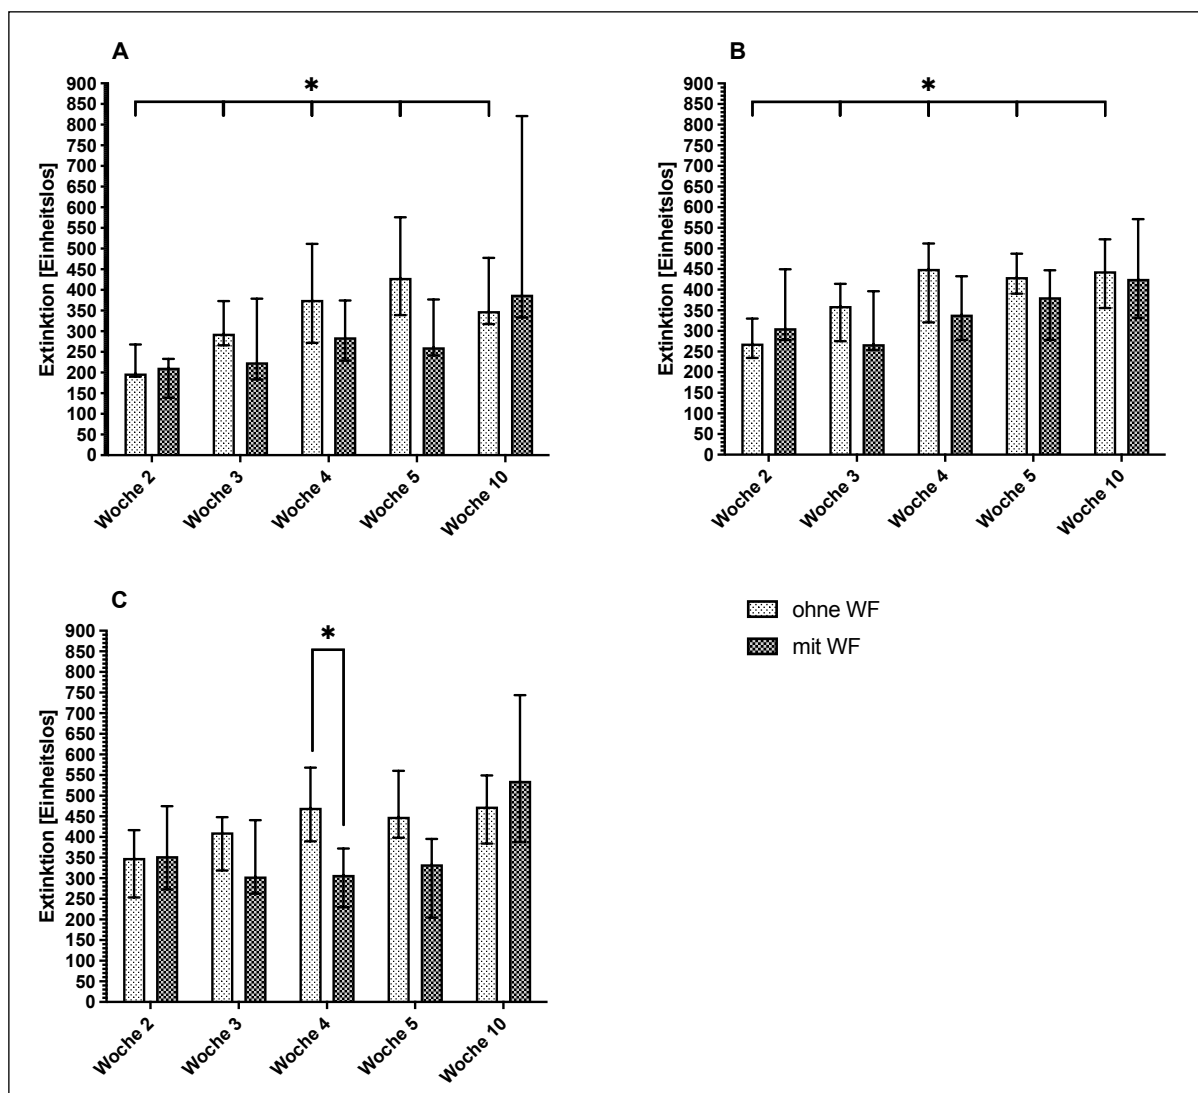 A
*
900
850
800
750
700
650
600
550
500
450
400
350
300
250
200
150
100
50
0
Extinktion [Einheitslos]
Woche 2
Woche 3
Woche 4
Woche 5
Woche 10
B
*
900
850
800
750
700
650
600
550
500
450
400
350
300
250
200
150
100
50
0
Extinktion [Einheitslos]
Woche 2
Woche 3
Woche 4
Woche 5
Woche 10
C
*
900
850
800
750
700
650
600
550
500
450
400
350
300
250
200
150
100
50
0
Extinktion [Einheitslos]
Woche 2
Woche 3
Woche 4
Woche 5
Woche 10
ohne WF
mit WF